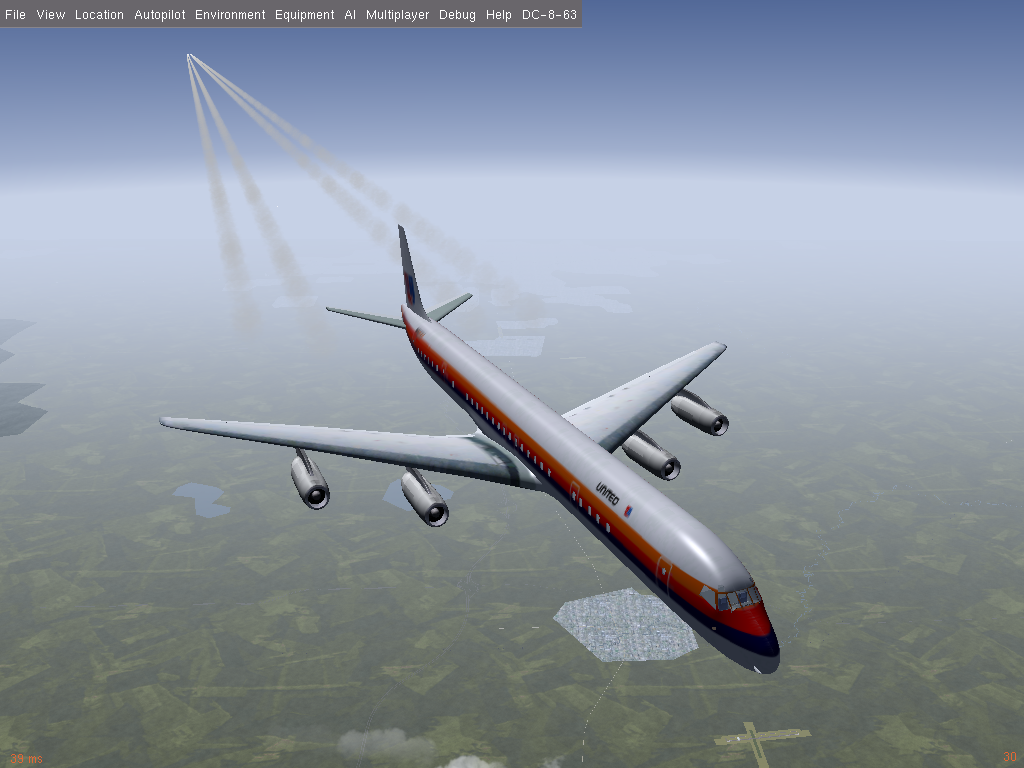 File View Location Autopilot Environment Equipment AI Multiplayer Debug Help DC-8-63
UNITED
39 ms
30